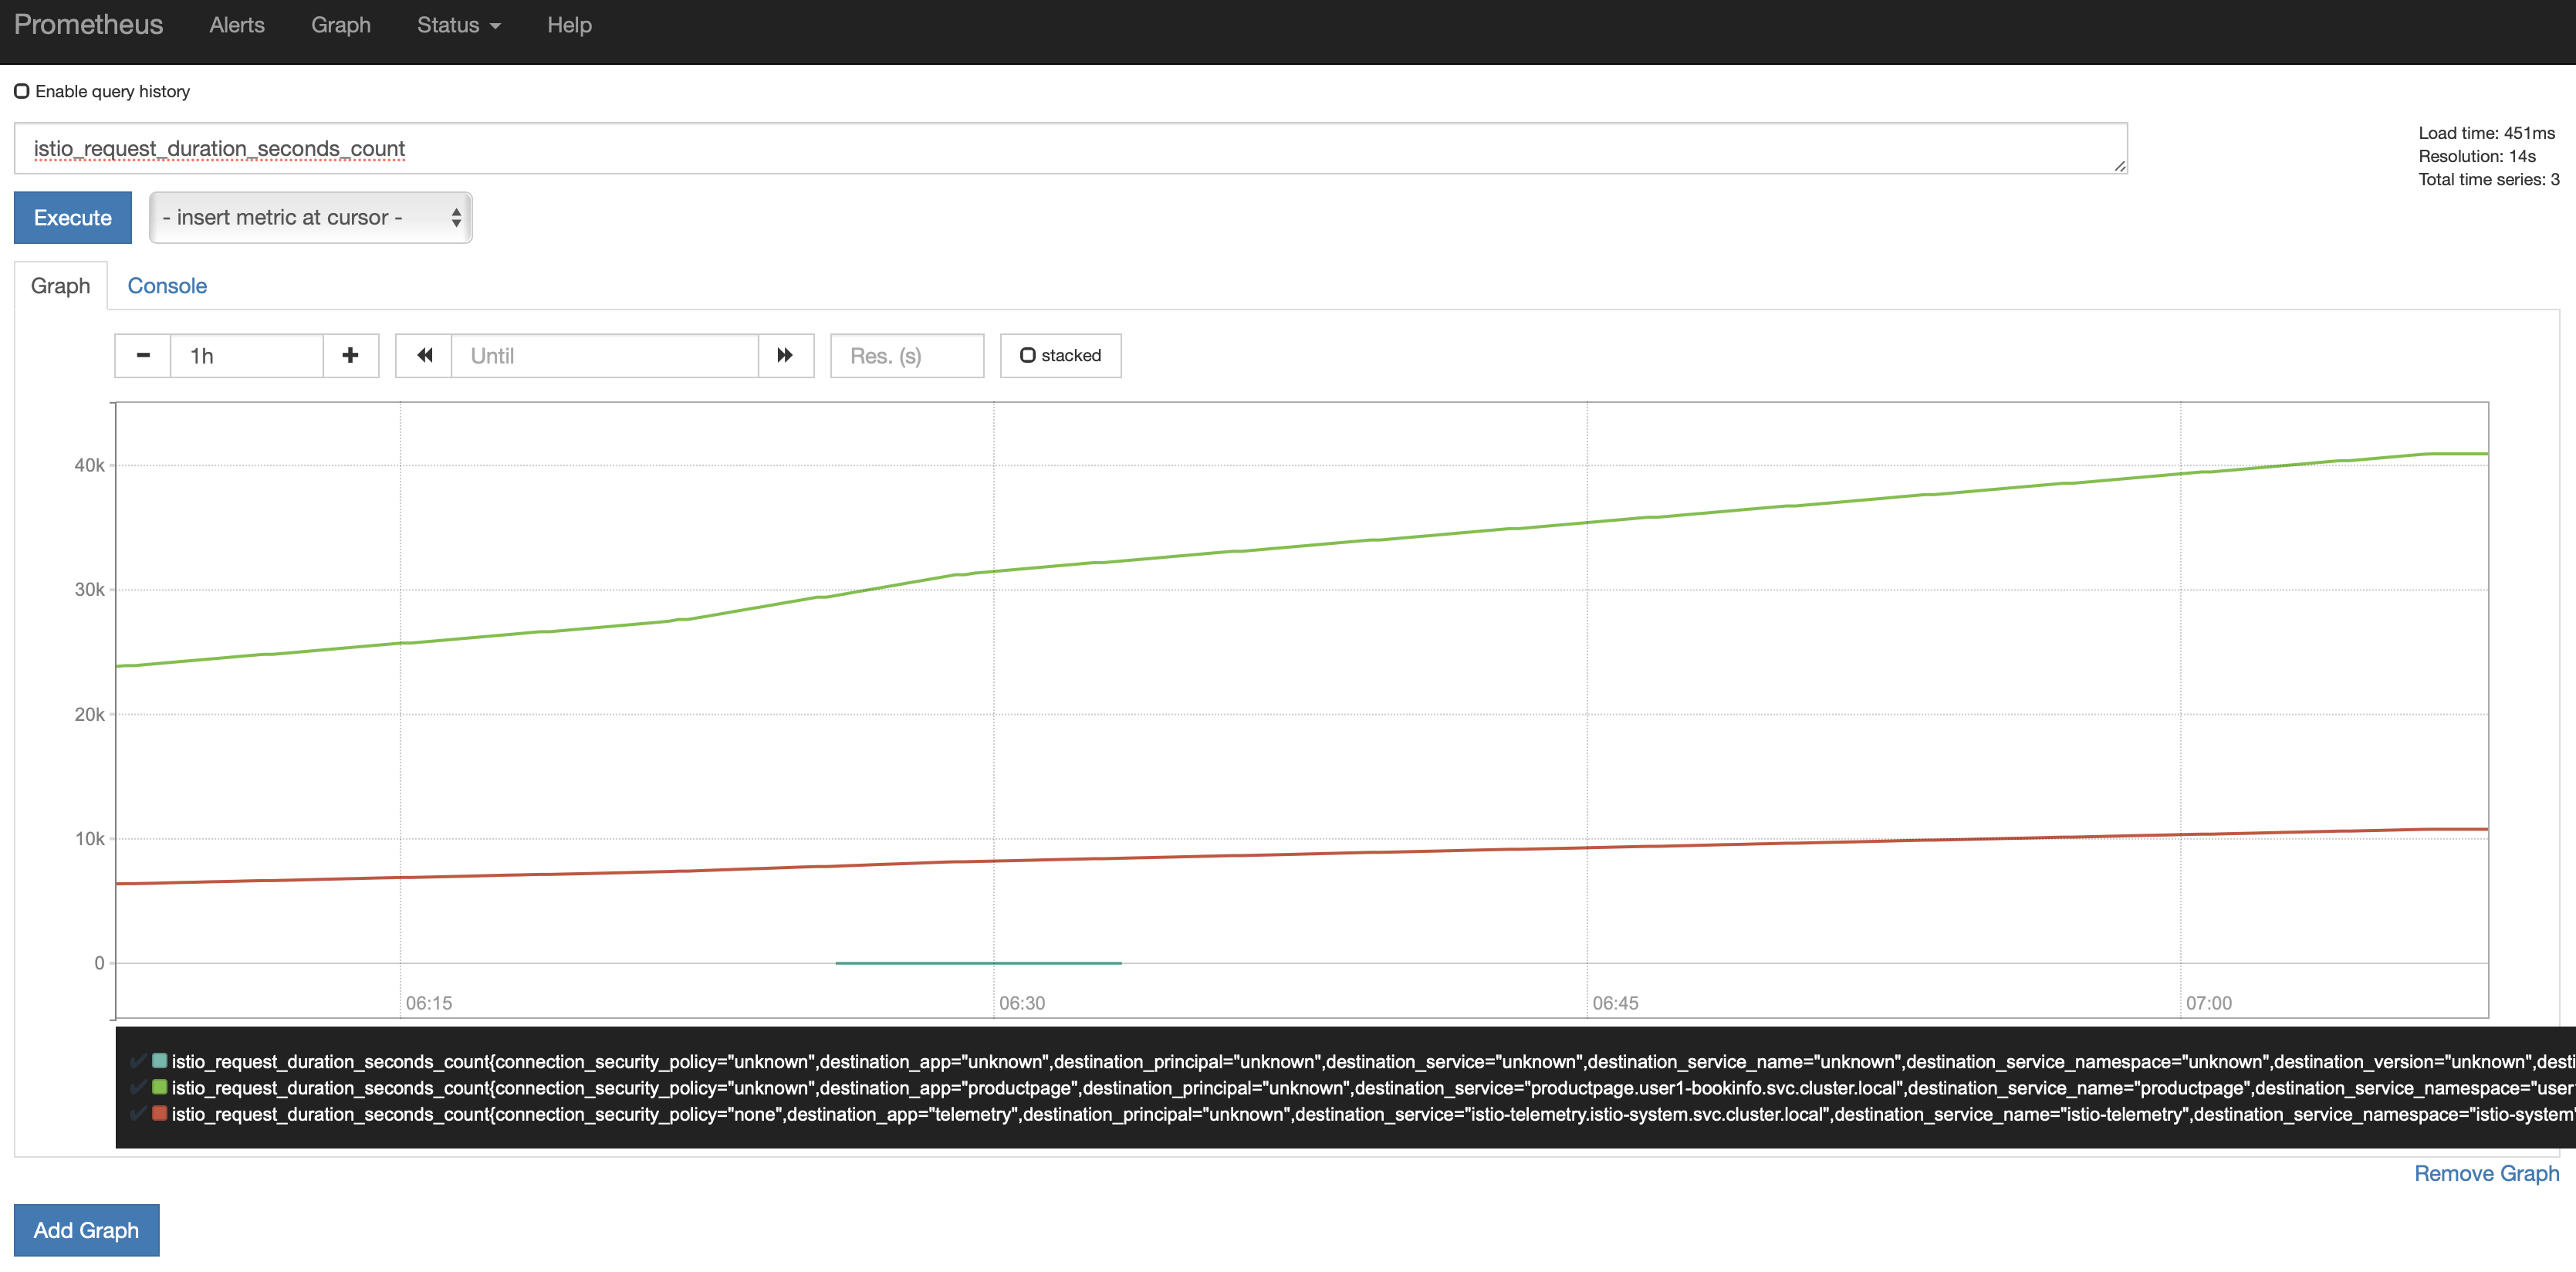 Prometheus Alerts Graph Status Help
Enable query history
istio_request_duration_seconds_count
Load time: 451ms
Resolution: 14s
Total time series: 3
Execute - insert metric at cursor -
Graph Console
1h Until Res. (s) stacked
40k
30k
20k
10k
0
06:15 06:30 06:45 07:00
istio_request_duration_seconds_count{connection_security_policy="unknown",destination_app="unknown",destination_principal="unknown",destination_service="unknown",destination_service_name="unknown",destination_service_namespace="unknown",destination_version="unknown",desti
istio_request_duration_seconds_count{connection_security_policy="unknown",destination_app="productpage",destination_principal="unknown",destination_service="productpage.user1-bookinfo.svc.cluster.local",destination_service_name="productpage",destination_service_namespace="user
istio_request_duration_seconds_count{connection_security_policy="none",destination_app="telemetry",destination_principal="unknown",destination_service="istio-telemetry.istio-system.svc.cluster.local",destination_service_name="istio-telemetry",destination_service_namespace="istio-system"
Remove Graph
Add Graph